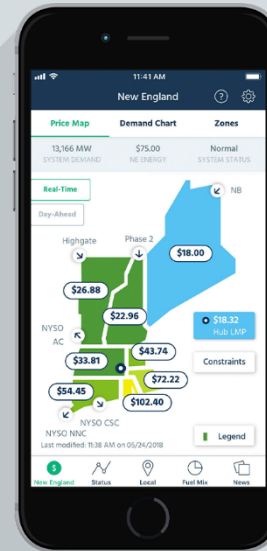 11:41 AM
New England
?
Price Map Demand Chart Zones
13,166 MW $75.00 Normal
SYSTEM DEMAND NE ENERGY SYSTEM STATUS
Real-Time
Day-Ahead
NB
Highgate Phase 2
$18.00
$26.88
$22.96
$18.32
Hub LMP
NYSO
AC
$43.74
$33.81
Constraints
$72.22
$54.45
$102.40
NYSO CSC
NYSO NNC
Legend
Last modified: 11:38 AM on 05/24/2018
$
New England Status Local Fuel Mix News